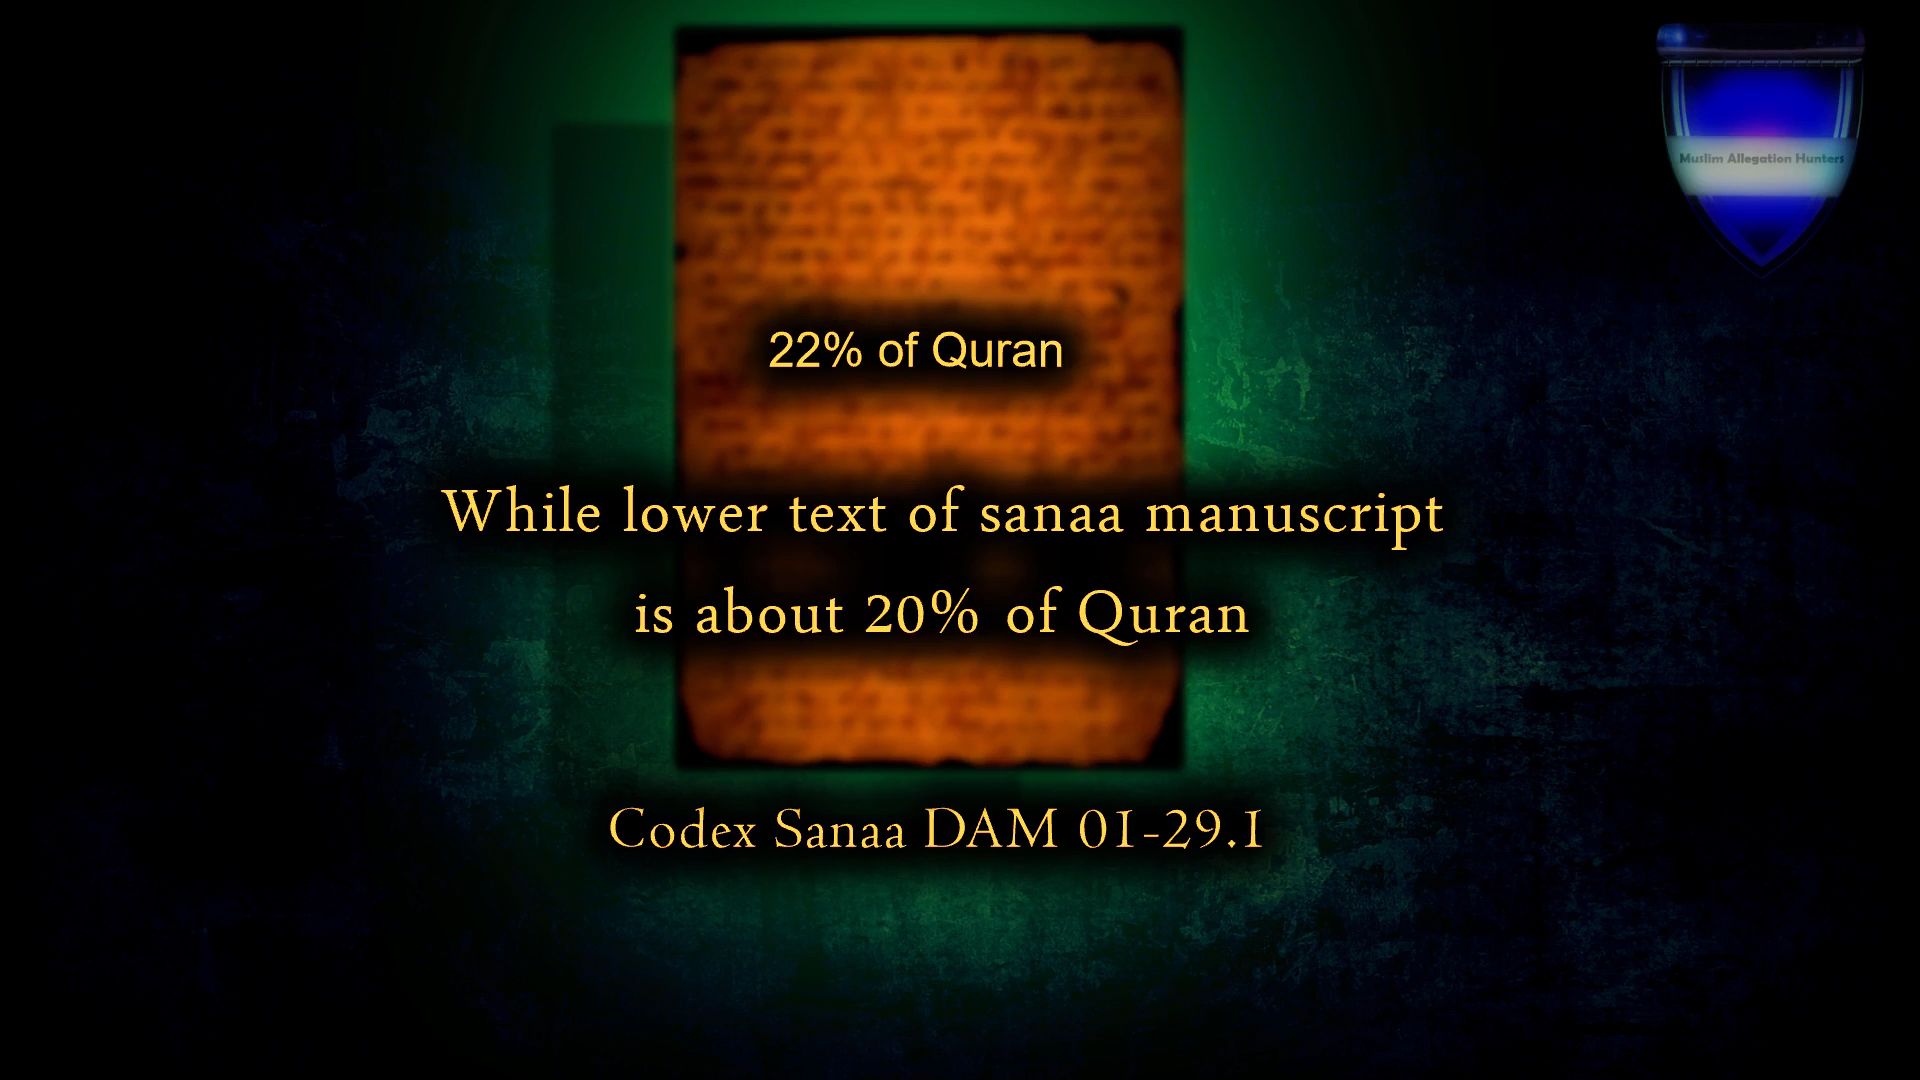 Muslim Allegation Hunters
22% of Quran
While lower text of sanaa manuscript
is about 20% of Quran
Codex Sanaa DAM 01-29.1